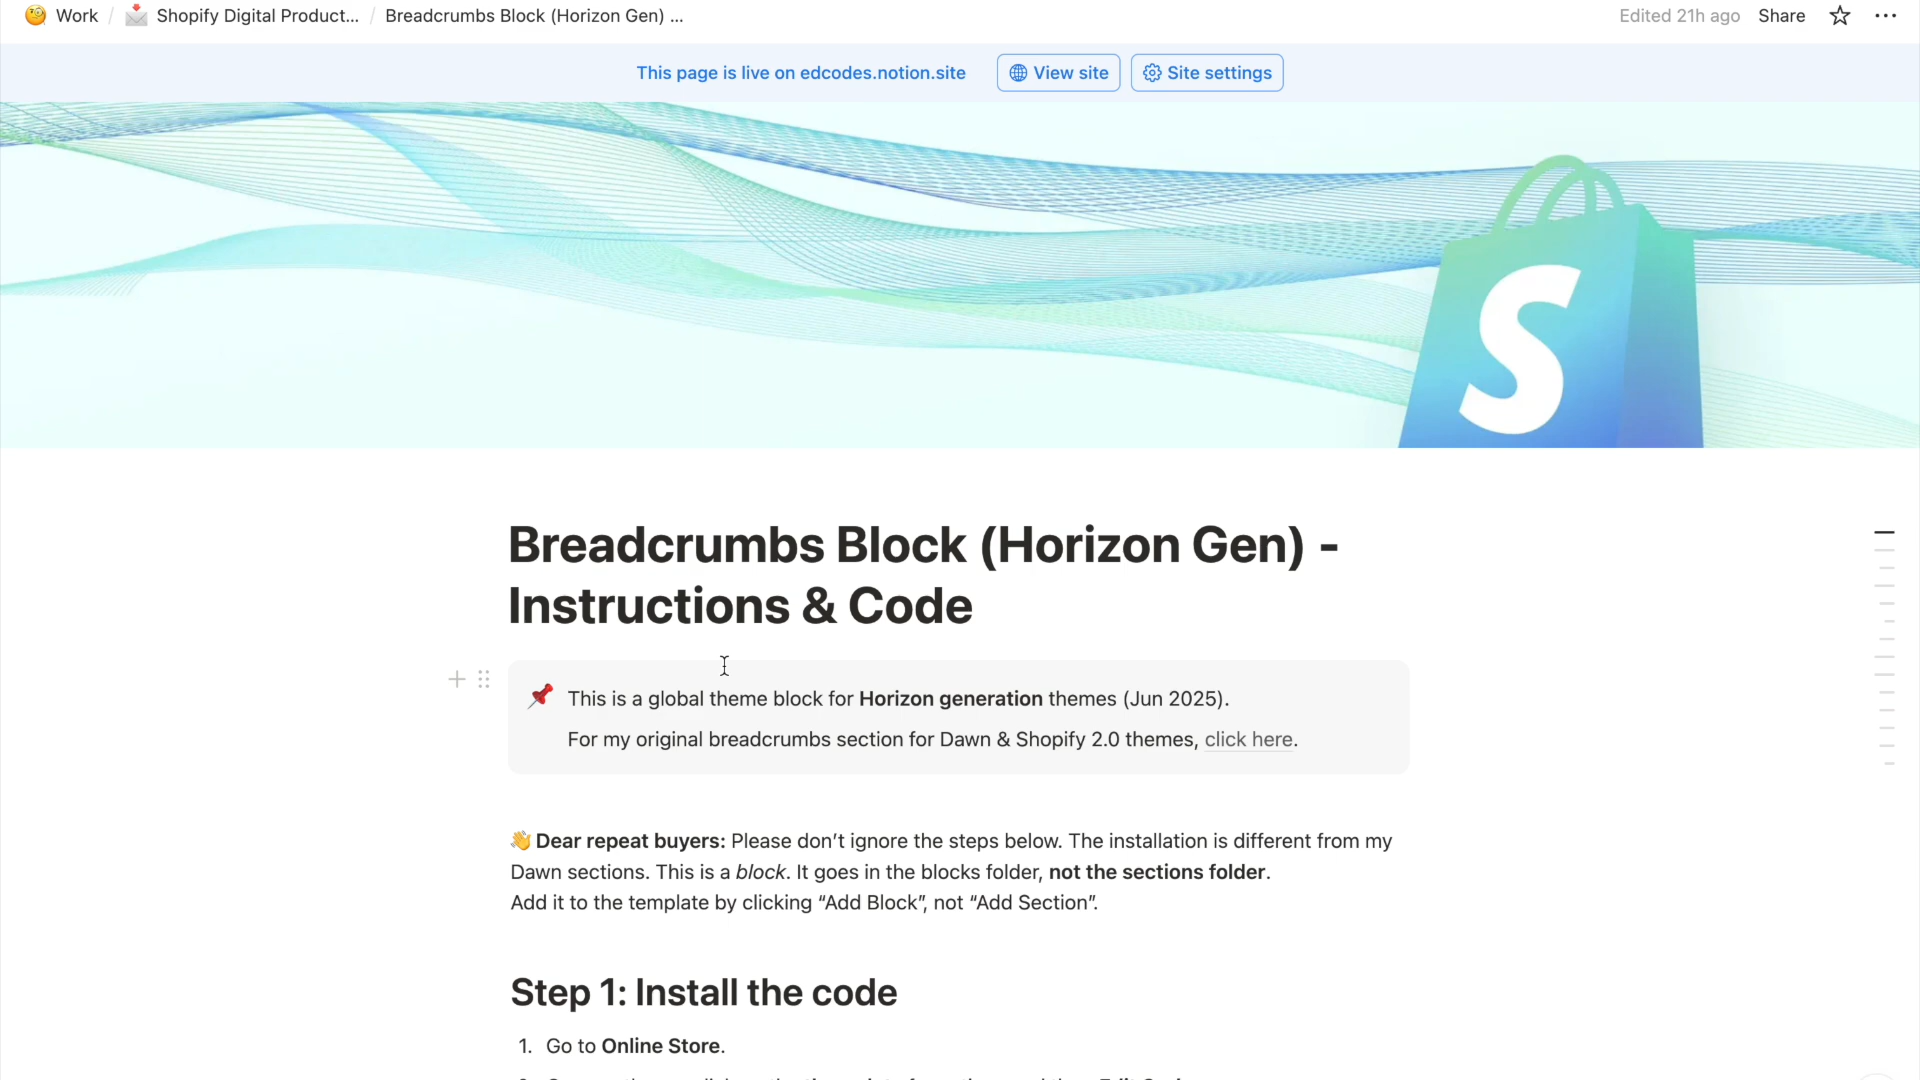 Work / Shopify Digital Product... / Breadcrumbs Block (Horizon Gen) ...
Edited 21h ago Share
This page is live on edcodes.notion.site View site Site settings
S
Breadcrumbs Block (Horizon Gen) -
Instructions & Code
This is a global theme block for Horizon generation themes (Jun 2025).
For my original breadcrumbs section for Dawn & Shopify 2.0 themes, click here.
Dear repeat buyers: Please don’t ignore the steps below. The installation is different from my
Dawn sections. This is a block. It goes in the blocks folder, not the sections folder.
Add it to the template by clicking “Add Block”, not “Add Section”.
Step 1: Install the code
1. Go to Online Store.